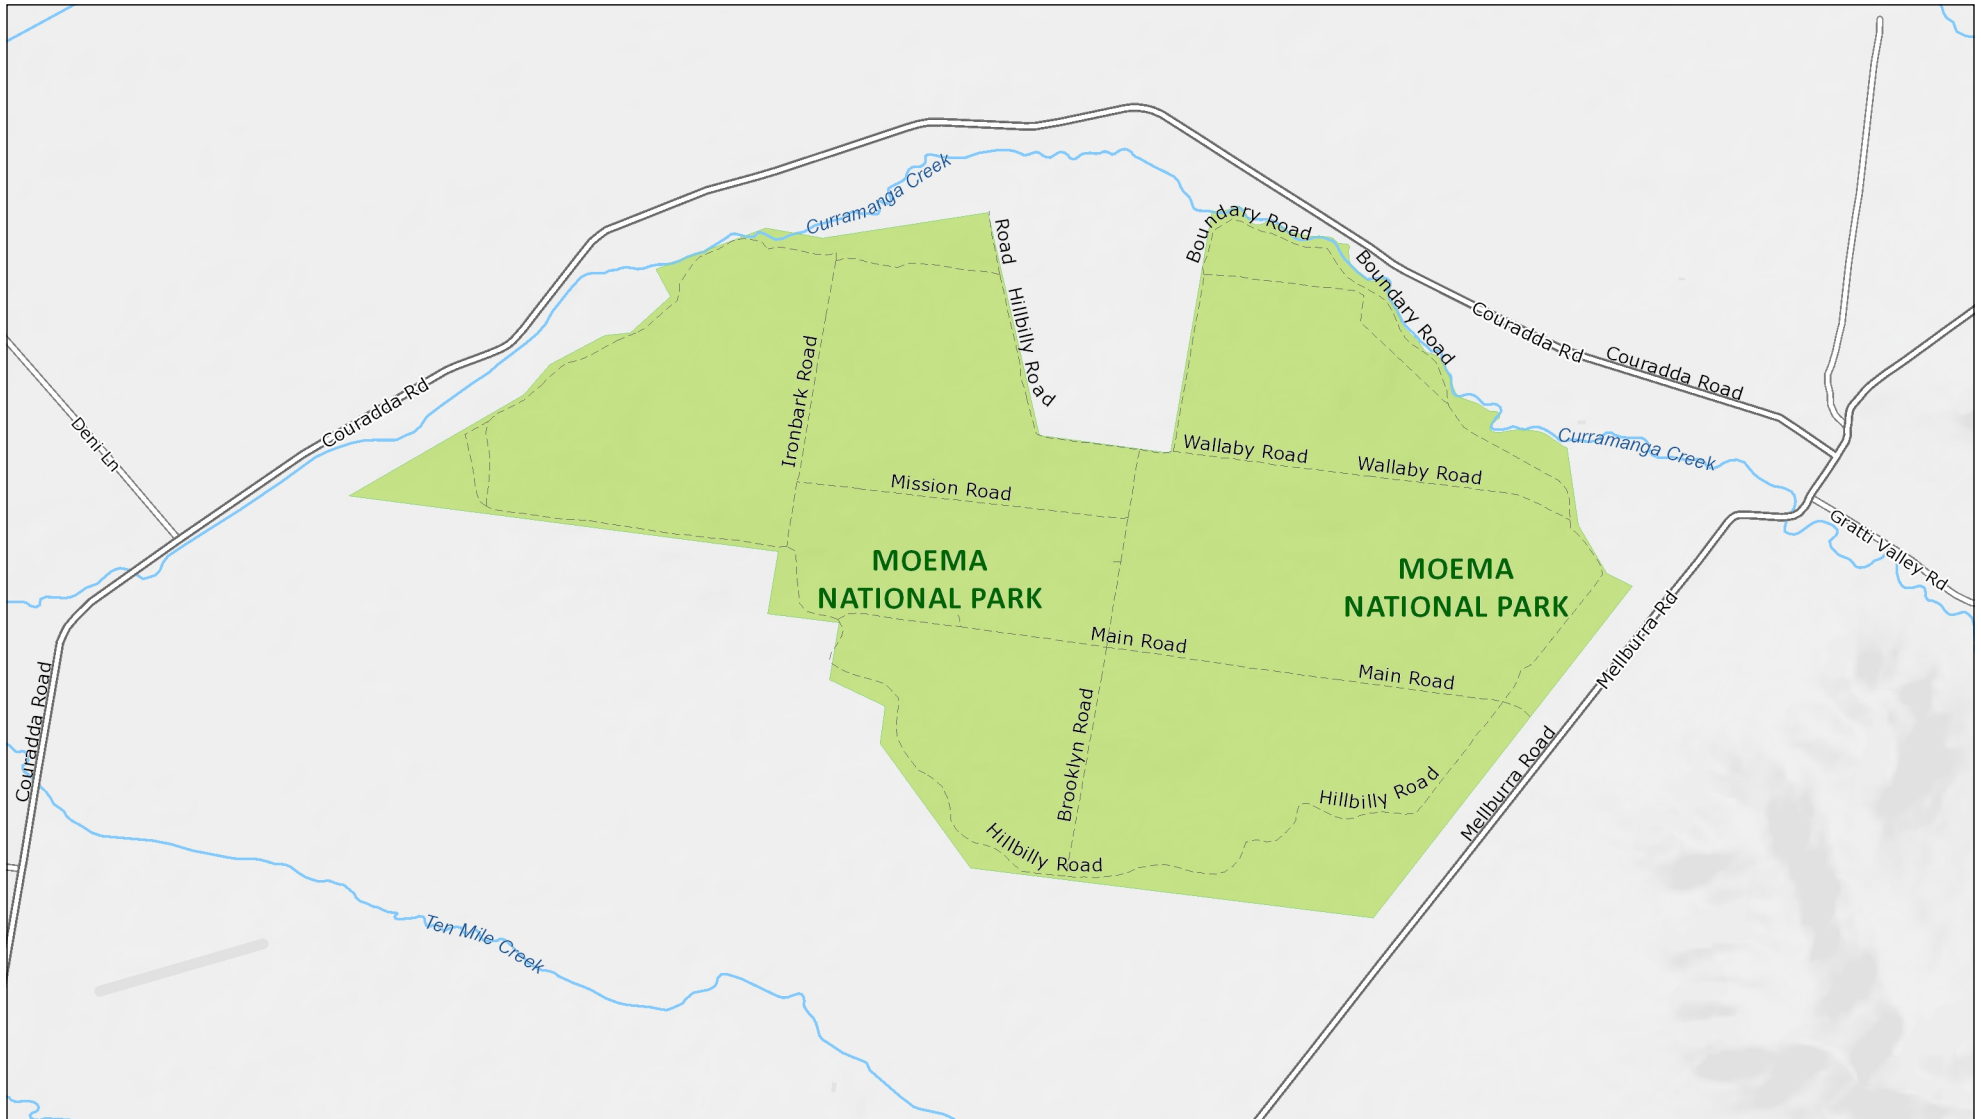 Curramanga Creek
Boundary Road
Road
Hillbilly Road
Boundary Road
Couradda Rd
Couradda Road
Ironbark Road
Couradda Rd
Deni Ln
Wallaby Road
Wallaby Road
Curramanga Creek
Mission Road
Gratti Valley Rd
MOEMA
NATIONAL PARK
MOEMA
NATIONAL PARK
Main Road
Main Road
Mellburra Rd
Couradda Road
Brooklyn Road
Mellburra Road
Hillbilly Road
Hillbilly Road
Ten Mile Creek